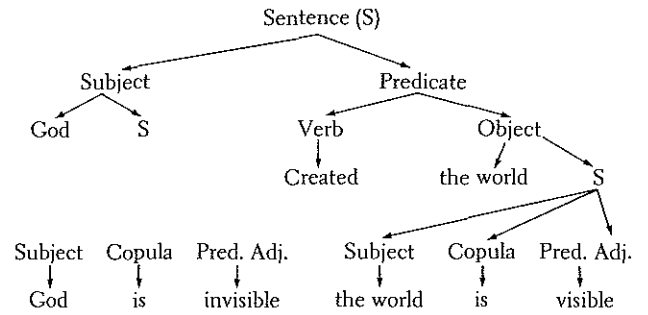 Sentence (S)
Subject Predicate
God S Verb Object
Created the world S
Subject Copula Pred. Adj. Subject Copula Pred. Adj.
God is invisible the world is visible